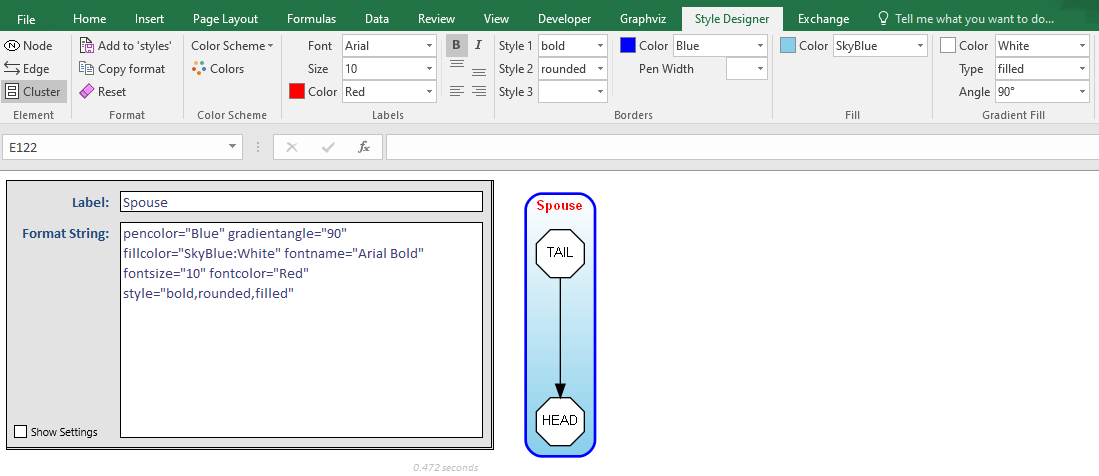 File Home Insert Page Layout Formulas Data Review View Developer Graphviz Style Designer Exchange Tell me what you want to do...
Node Add to 'styles' Color Scheme Font Arial B I Style 1 bold Color Blue Color SkyBlue Color White
Edge Copy format Colors Size 10 Style 2 rounded Pen Width Type filled
Cluster Reset Color Red Style 3 Angle 90°
Element Format Color Scheme Labels Borders Fill Gradient Fill
E122 fx
Label: Spouse
Format String: pencolor="Blue" gradientangle="90"
fillcolor="SkyBlue:White" fontname="Arial Bold"
fontsize="10" fontcolor="Red"
style="bold,rounded,filled"
Show Settings
0.472 seconds
Spouse
TAIL
HEAD